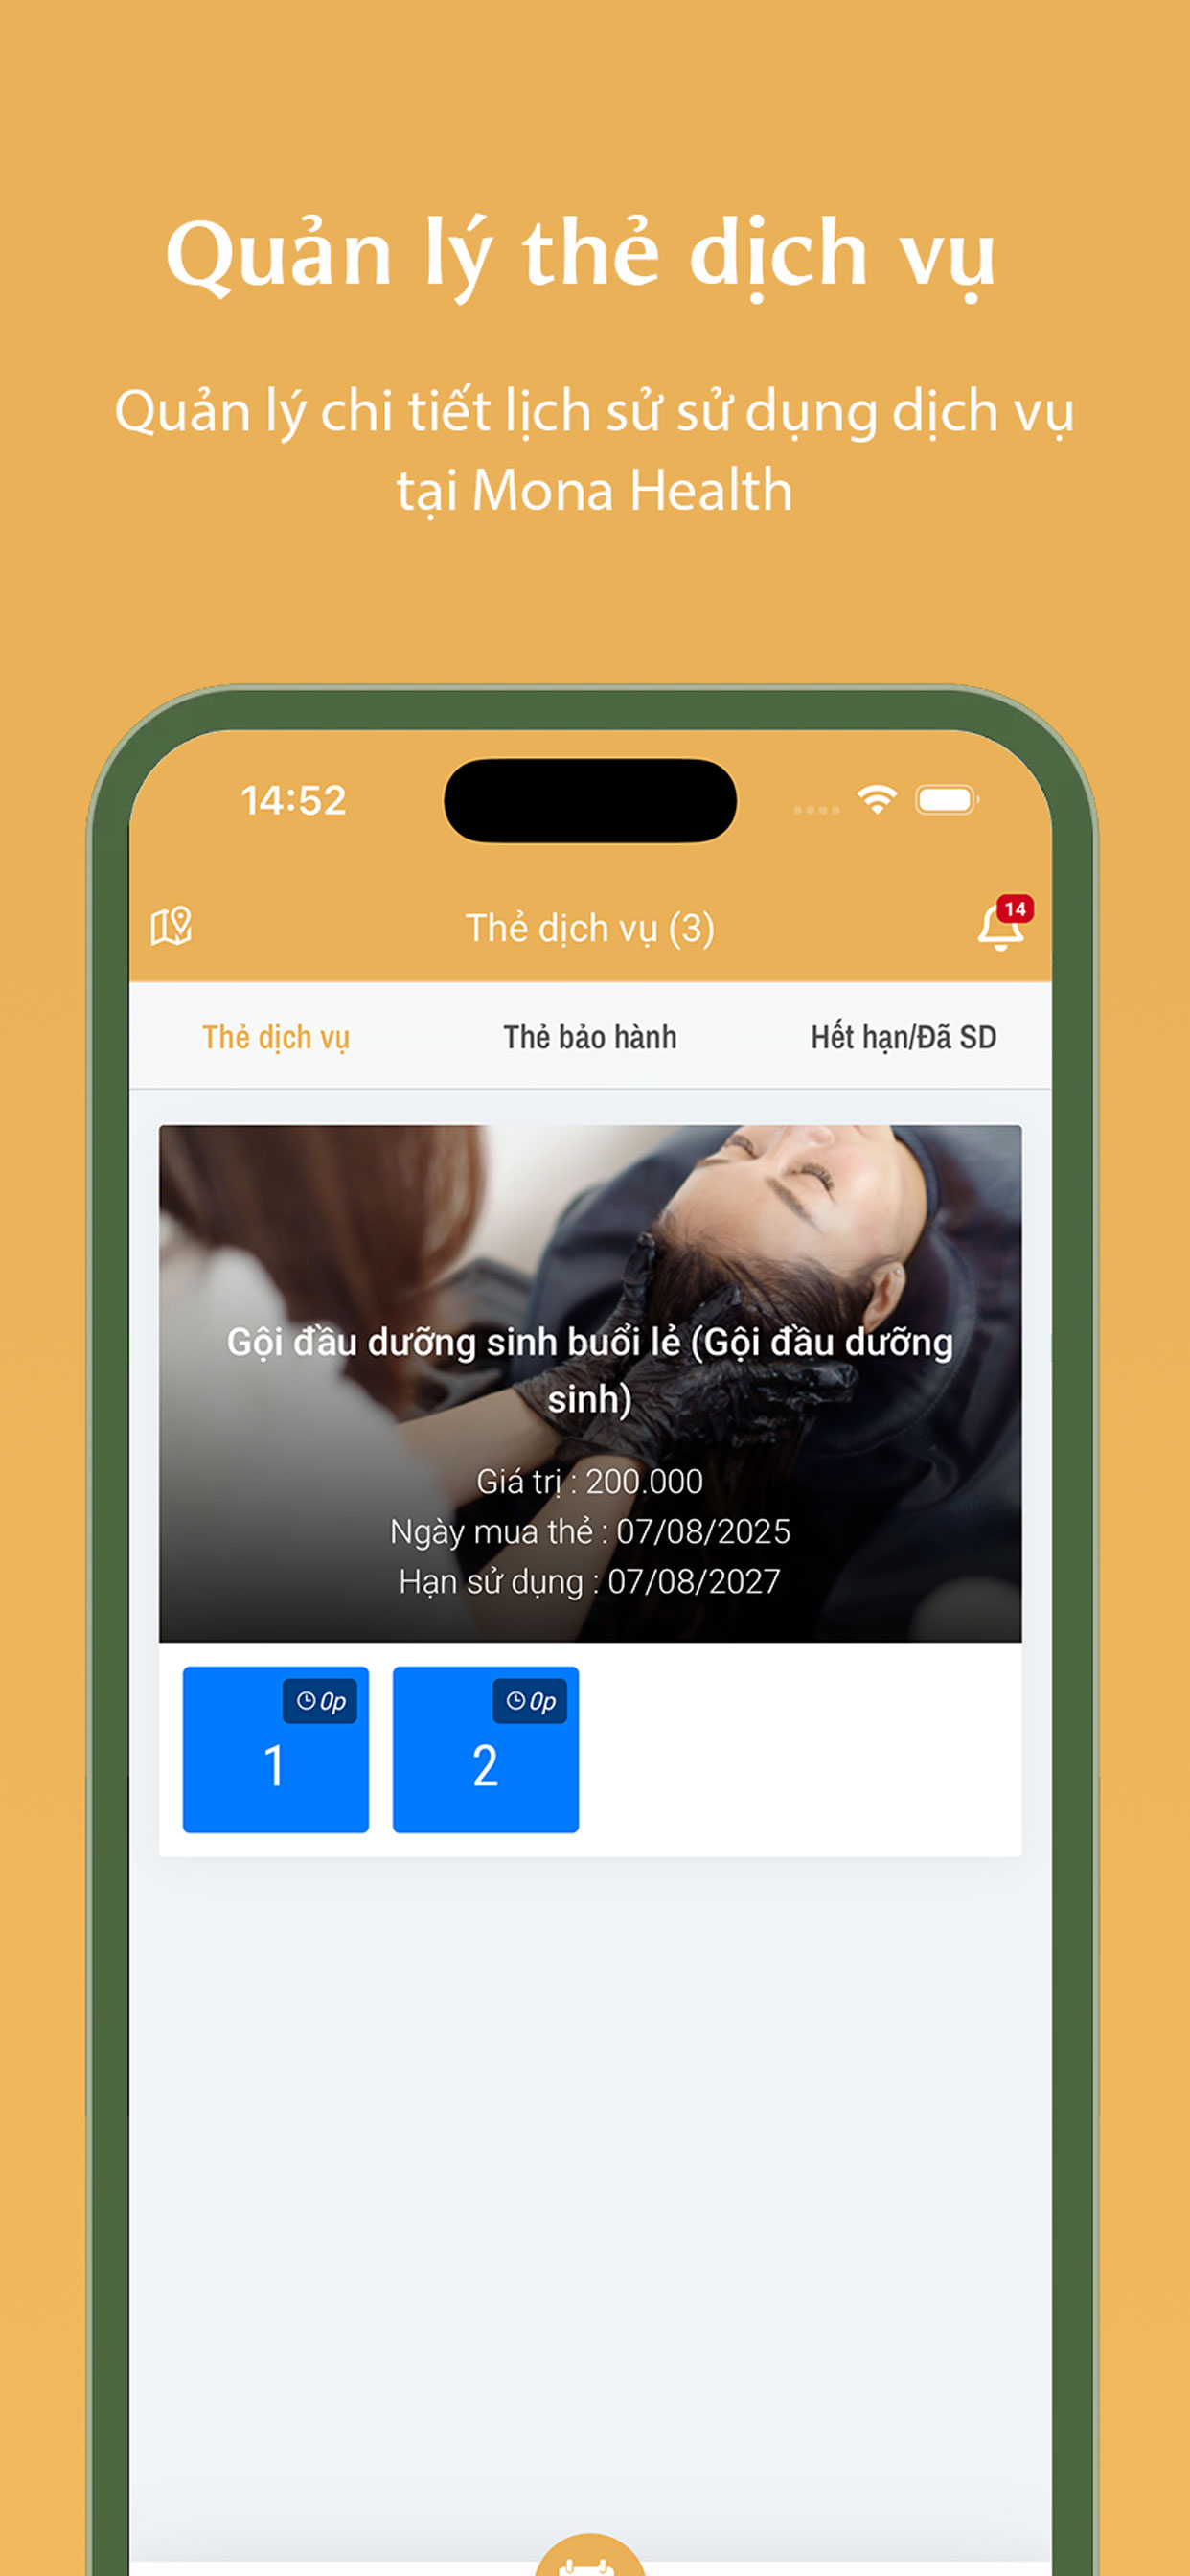 Quản lý thẻ dịch vụ
Quản lý chi tiết lịch sử sử dụng dịch vụ
tại Mona Health
14:52
Thẻ dịch vụ (3)
14
Thẻ dịch vụ
Thẻ bảo hành
Hết hạn/Đã SD
Gội đầu dưỡng sinh buổi lẻ (Gội đầu dưỡng
sinh)
Giá trị : 200.000
Ngày mua thẻ : 07/08/2025
Hạn sử dụng : 07/08/2027
0p
1
0p
2